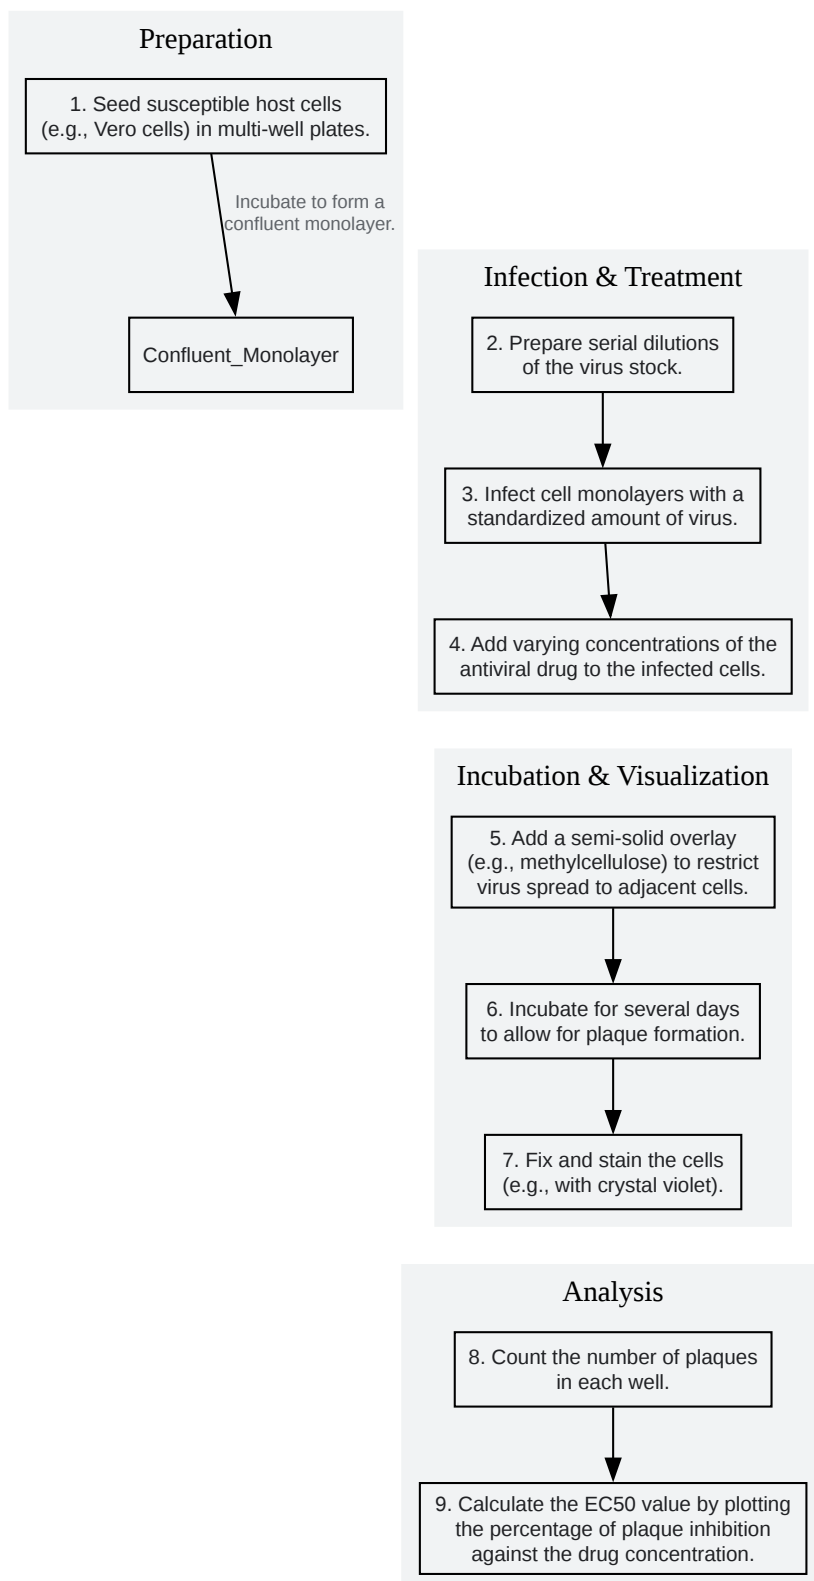 Preparation
1. Seed susceptible host cells
(e.g., Vero cells) in multi-well plates.
Incubate to form a
confluent monolayer.
Confluent_Monolayer
Infection & Treatment
2. Prepare serial dilutions
of the virus stock.
3. Infect cell monolayers with a
standardized amount of virus.
4. Add varying concentrations of the
antiviral drug to the infected cells.
Incubation & Visualization
5. Add a semi-solid overlay
(e.g., methylcellulose) to restrict
virus spread to adjacent cells.
6. Incubate for several days
to allow for plaque formation.
7. Fix and stain the cells
(e.g., with crystal violet).
Analysis
8. Count the number of plaques
in each well.
9. Calculate the EC50 value by plotting
the percentage of plaque inhibition
against the drug concentration.